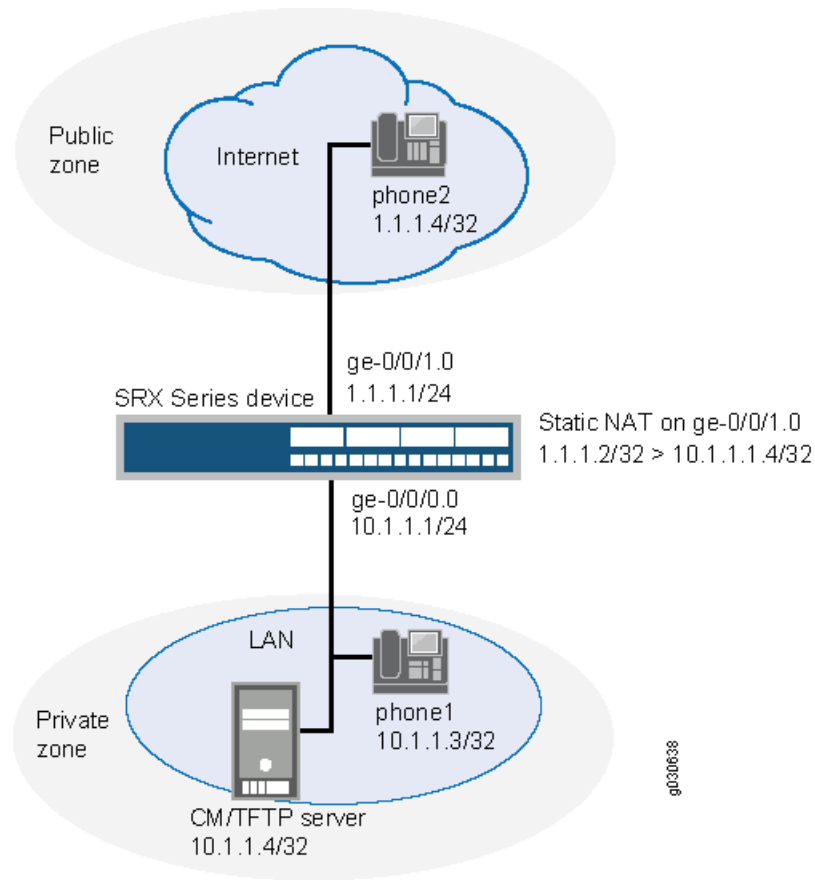 Public
zone
Internet
phone2
1.1.1.4/32
ge-0/0/1.0
1.1.1.1/24
SRX Series device
Static NAT on ge-0/0/1.0
1.1.1.2/32 > 10.1.1.1.4/32
ge-0/0/0.0
10.1.1.1/24
LAN
phone1
10.1.1.3/32
Private
zone
CM/TFTP server
10.1.1.4/32
g030638